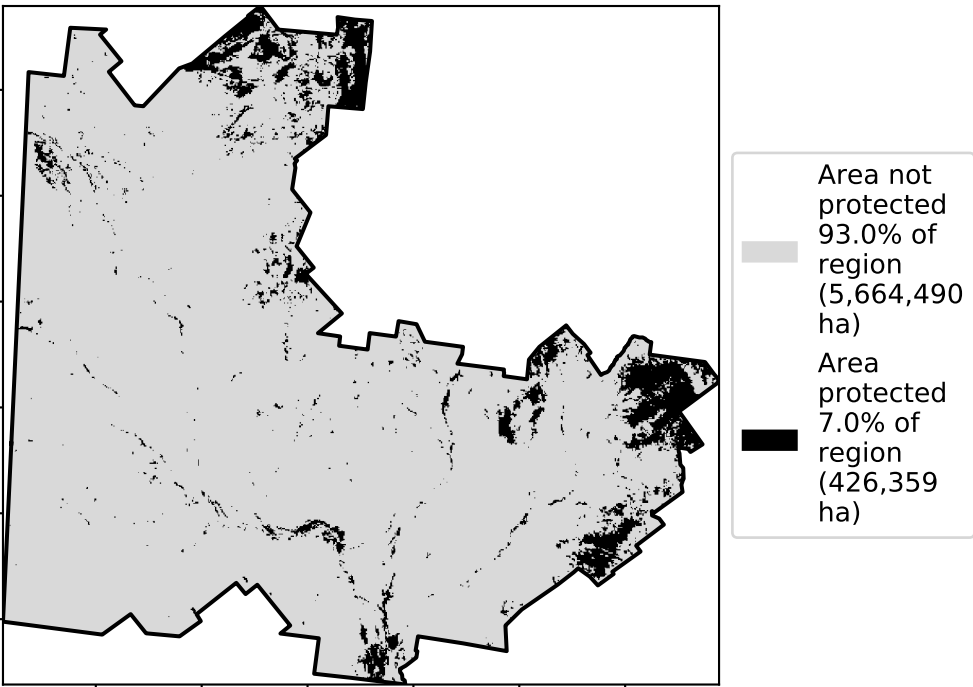 Area not
protected
93.0% of
region
(5,664,490
ha)
Area
protected
7.0% of
region
(426,359
ha)